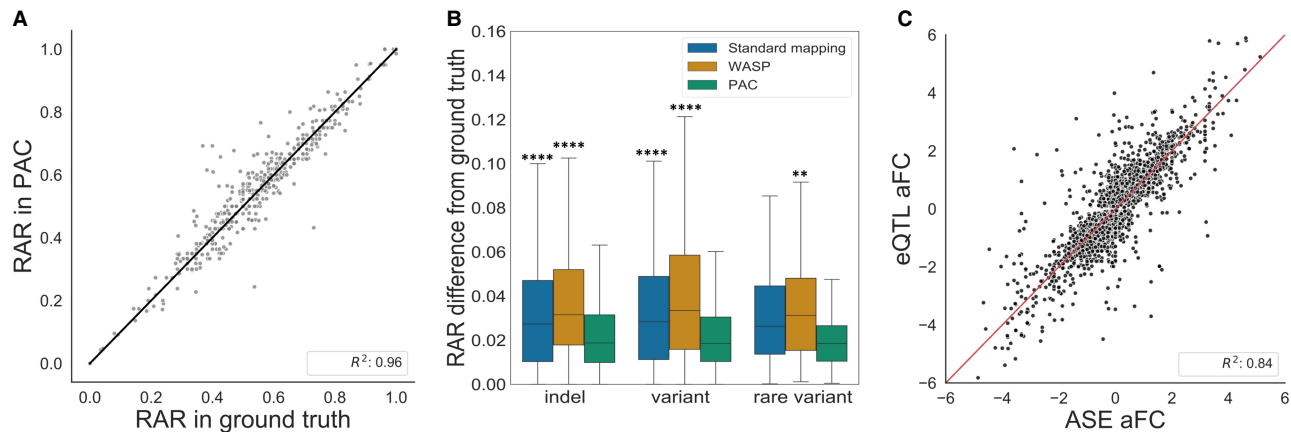 A
RAR in PAC
1.0
0.8
0.6
0.4
0.2
0.0
0.0 0.2 0.4 0.6 0.8 1.0
RAR in ground truth
R²: 0.96
B
RAR difference from ground truth
0.16
0.14
0.12
0.10
0.08
0.06
0.04
0.02
0.00
Standard mapping
WASP
PAC
**** ****
**** ****
**
indel variant rare variant
C
eQTL aFC
6
4
2
0
−2
−4
−6
−6 −4 −2 0 2 4 6
ASE aFC
R²: 0.84